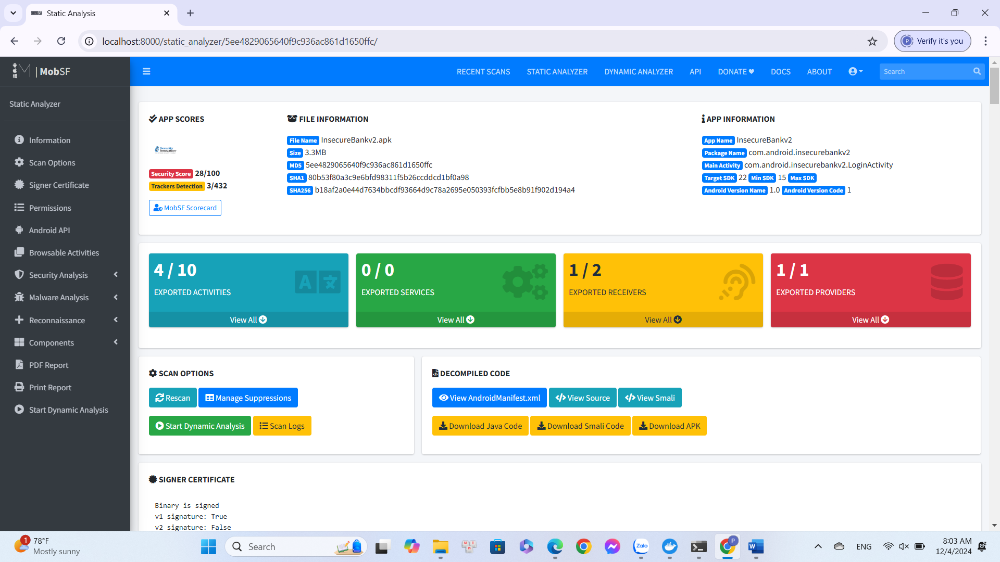 Static Analysis
localhost:8000/static_analyzer/5ee4829065640f9c936ac861d1650ffc/
P
Verify it's you
| MobSF
RECENT SCANS
STATIC ANALYZER
DYNAMIC ANALYZER
API
DONATE
DOCS
ABOUT
Search
Static Analyzer
Information
Scan Options
Signer Certificate
Permissions
Android API
Browsable Activities
Security Analysis
Malware Analysis
Reconnaissance
Components
PDF Report
Print Report
Start Dynamic Analysis
APP SCORES
Security Innovation
Security Score 28/100
Trackers Detection 3/432
MobSF Scorecard
FILE INFORMATION
File Name InsecureBankv2.apk
Size 3.3MB
MD5 5ee4829065640f9c936ac861d1650ffc
SHA1 80b53f80a3c9e6bfd98311f5b26ccddcd1bf0a98
SHA256 b18af2a0e44d7634bbcdf93664d9c78a2695e050393fcfbb5e8b91f902d194a4
APP INFORMATION
App Name InsecureBankv2
Package Name com.android.insecurebankv2
Main Activity com.android.insecurebankv2.LoginActivity
Target SDK 22 Min SDK 15 Max SDK
Android Version Name 1.0 Android Version Code 1
4 / 10
EXPORTED ACTIVITIES
View All
0 / 0
EXPORTED SERVICES
View All
1 / 2
EXPORTED RECEIVERS
View All
1 / 1
EXPORTED PROVIDERS
View All
SCAN OPTIONS
Rescan
Manage Suppressions
Start Dynamic Analysis
Scan Logs
DECOMPILED CODE
View AndroidManifest.xml
View Source
View Smali
Download Java Code
Download Smali Code
Download APK
SIGNER CERTIFICATE
Binary is signed
v1 signature: True
v2 signature: False
1
78°F
Mostly sunny
Search
Zalo
P
W
ENG
8:03 AM
12/4/2024